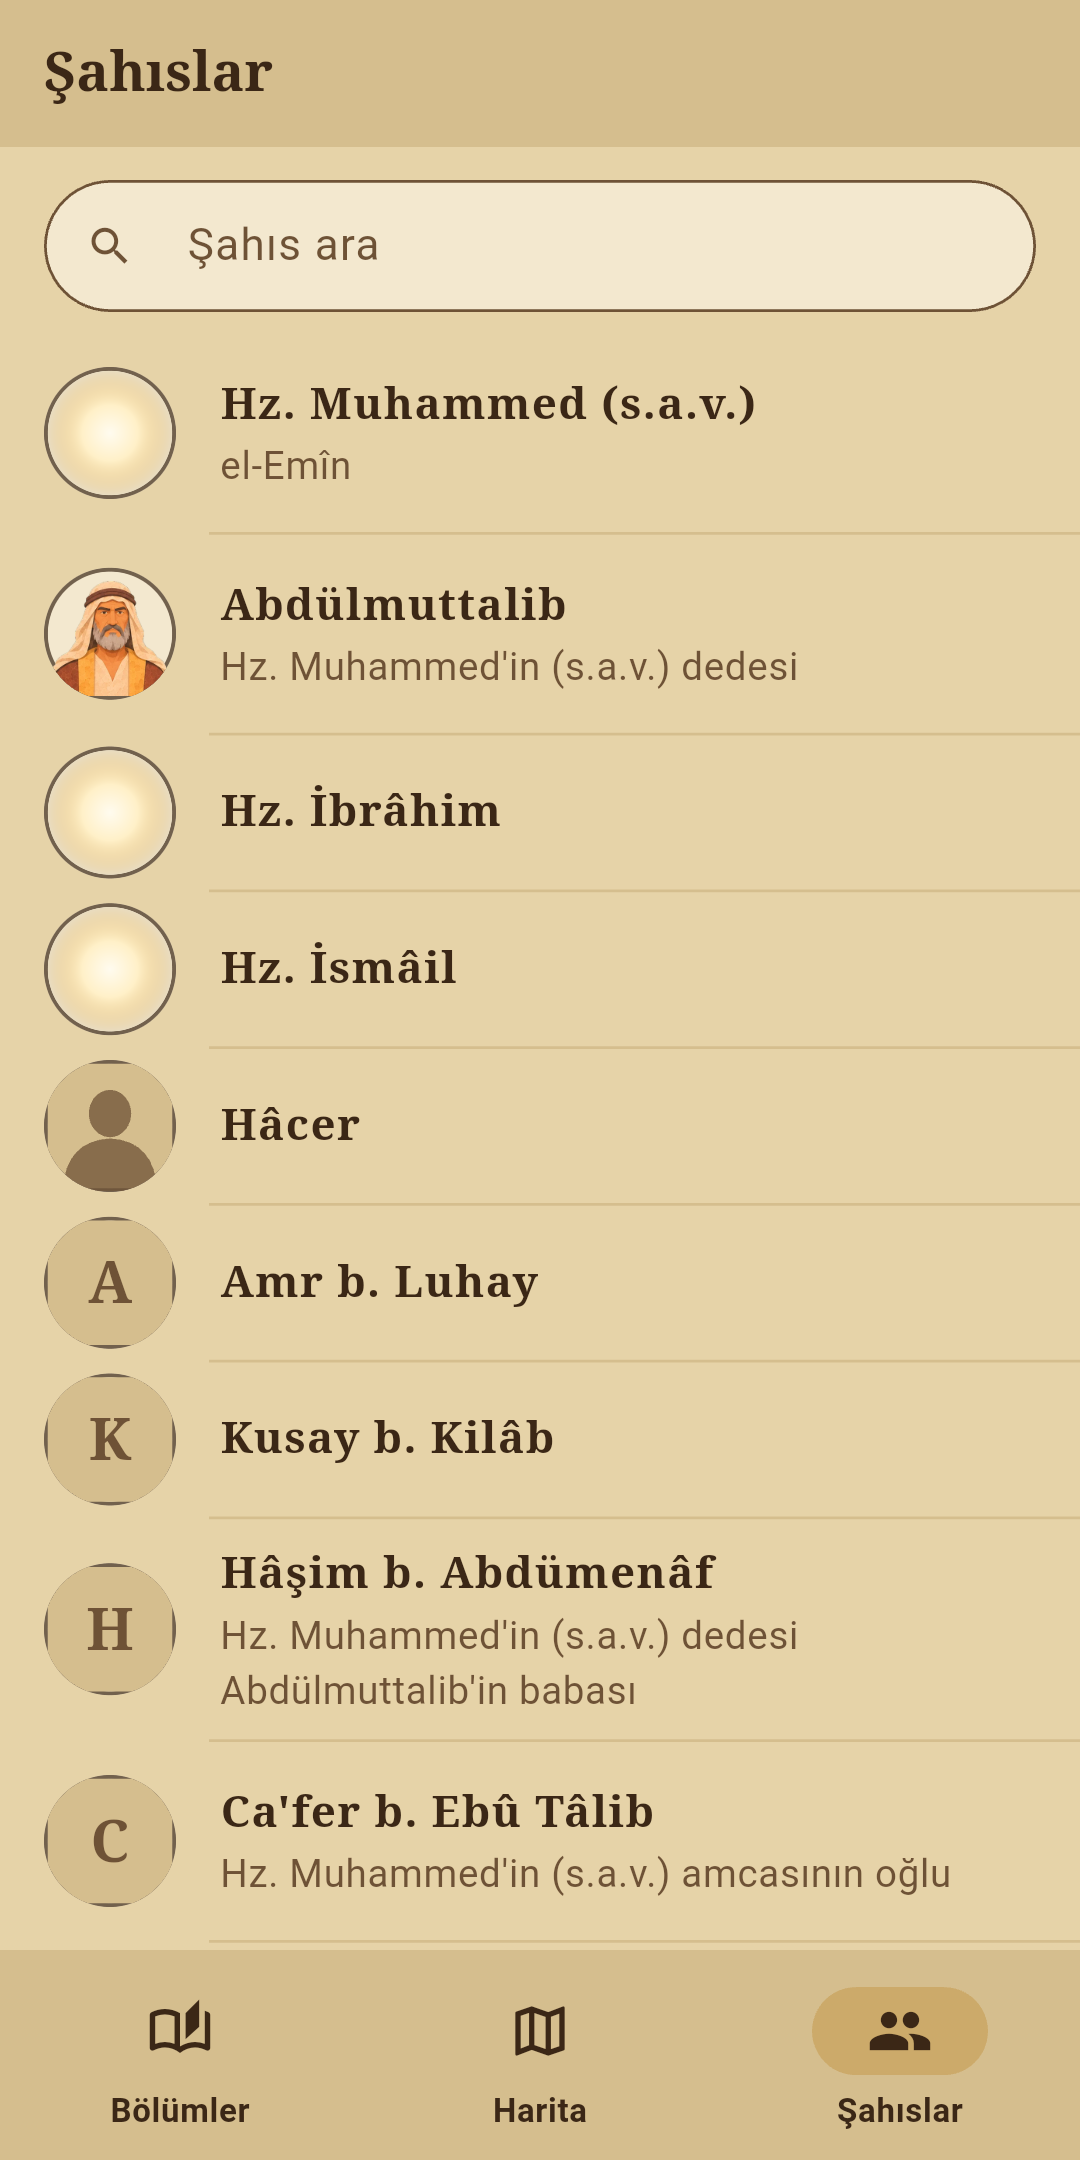 Şahıslar
Şahıs ara
Hz. Muhammed (s.a.v.)
el-Emîn
Abdülmuttalib
Hz. Muhammed'in (s.a.v.) dedesi
Hz. İbrâhim
Hz. İsmâil
Hâcer
A
Amr b. Luhay
K
Kusay b. Kilâb
H
Hâşim b. Abdümenâf
Hz. Muhammed'in (s.a.v.) dedesi
Abdülmuttalib'in babası
C
Ca'fer b. Ebû Tâlib
Hz. Muhammed'in (s.a.v.) amcasının oğlu
Bölümler
Harita
Şahıslar